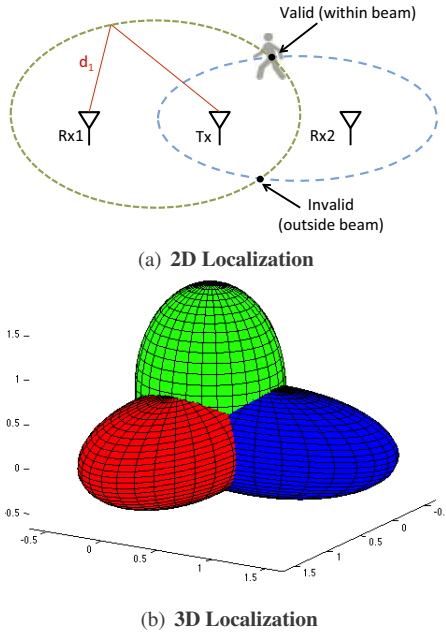 Valid (within beam)
d1
Rx1
Tx
Rx2
Invalid
(outside beam)
(a) 2D Localization
1.5
1
0.5
0
-0.5
-0.5
0
0.5
1
1.5
1.5
1
0.5
0
-0.
(b) 3D Localization